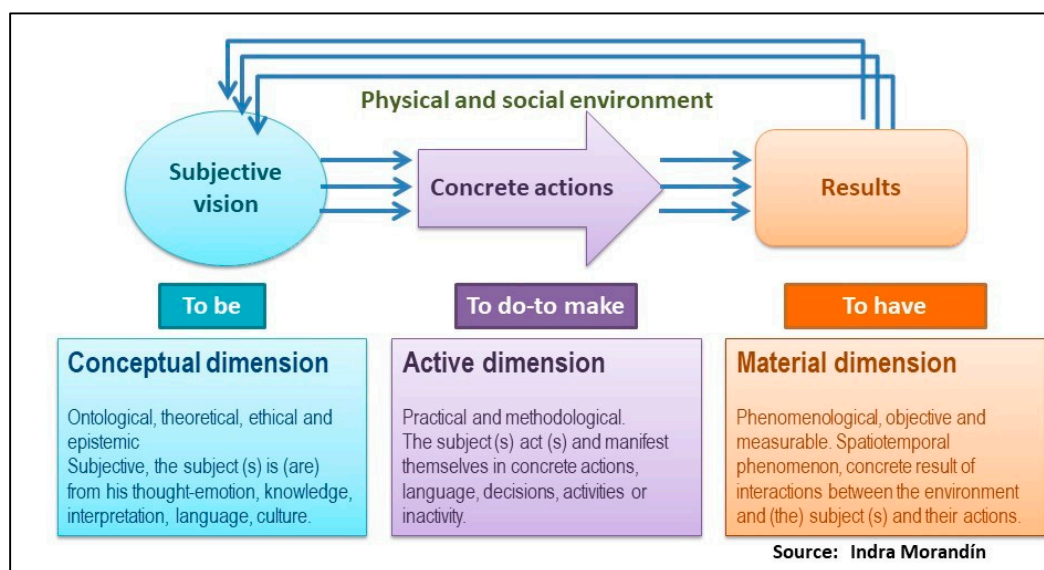 Physical and social environment
Subjective
vision
Concrete actions
Results
To be
To do-to make
To have
Conceptual dimension
Ontological, theoretical, ethical and
epistemic
Subjective, the subject (s) is (are)
from his thought-emotion, knowledge,
interpretation, language, culture.
Active dimension
Practical and methodological.
The subject (s) act (s) and manifest
themselves in concrete actions,
language, decisions, activities or
inactivity.
Material dimension
Phenomenological, objective and
measurable. Spatiotemporal
phenomenon, concrete result of
interactions between the environment
and (the) subject (s) and their actions.
Source: Indra Morandín